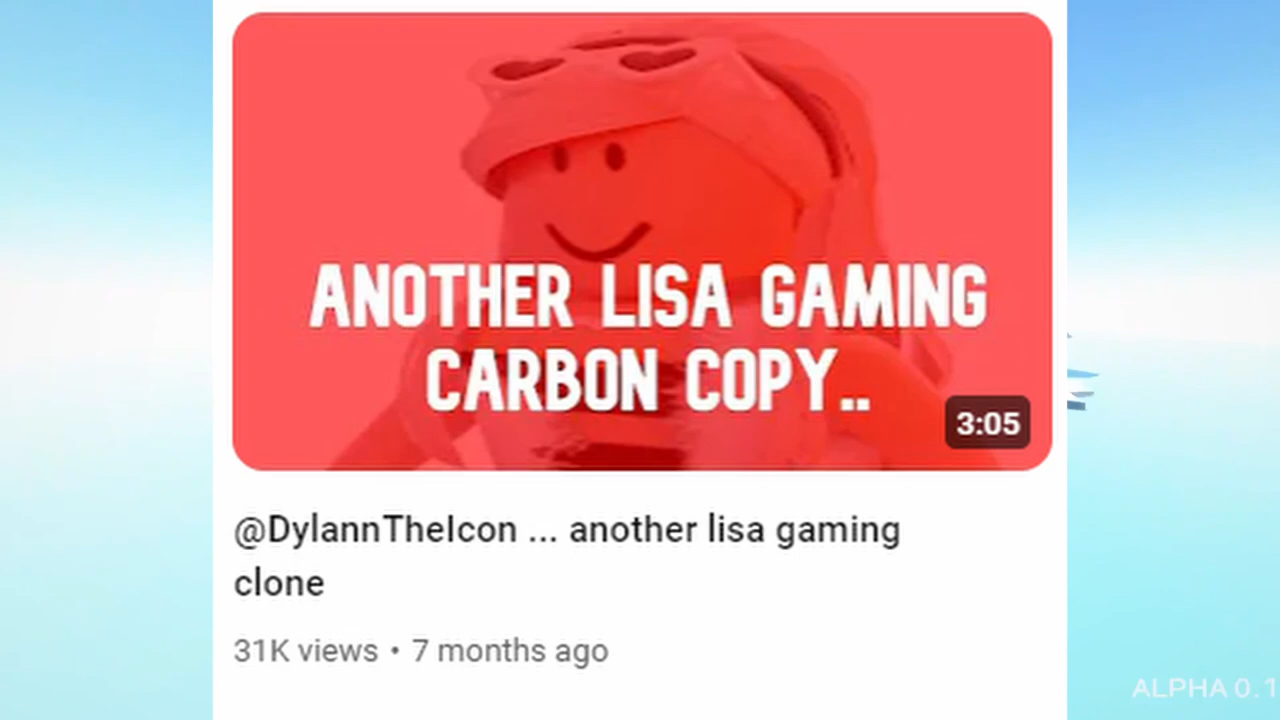 ANOTHER LISA GAMING
CARBON COPY..
3:05
@DylannTheIcon ... another lisa gaming
clone
31K views • 7 months ago
ALPHA 0.1